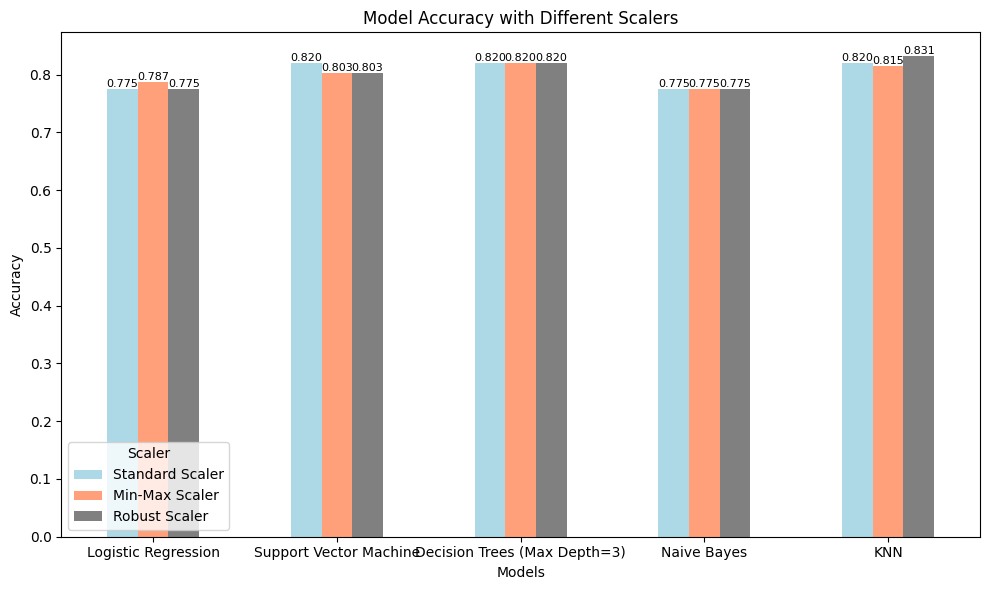 Model Accuracy with Different Scalers
Accuracy
0.8
0.7
0.6
0.5
0.4
0.3
0.2
0.1
0.0
0.775 0.787 0.775
0.820 0.803 0.803
0.820 0.820 0.820
0.775 0.775 0.775
0.820 0.815 0.831
Scaler
Standard Scaler
Min-Max Scaler
Robust Scaler
Logistic Regression
Support Vector Machine
Decision Trees (Max Depth=3)
Naive Bayes
KNN
Models